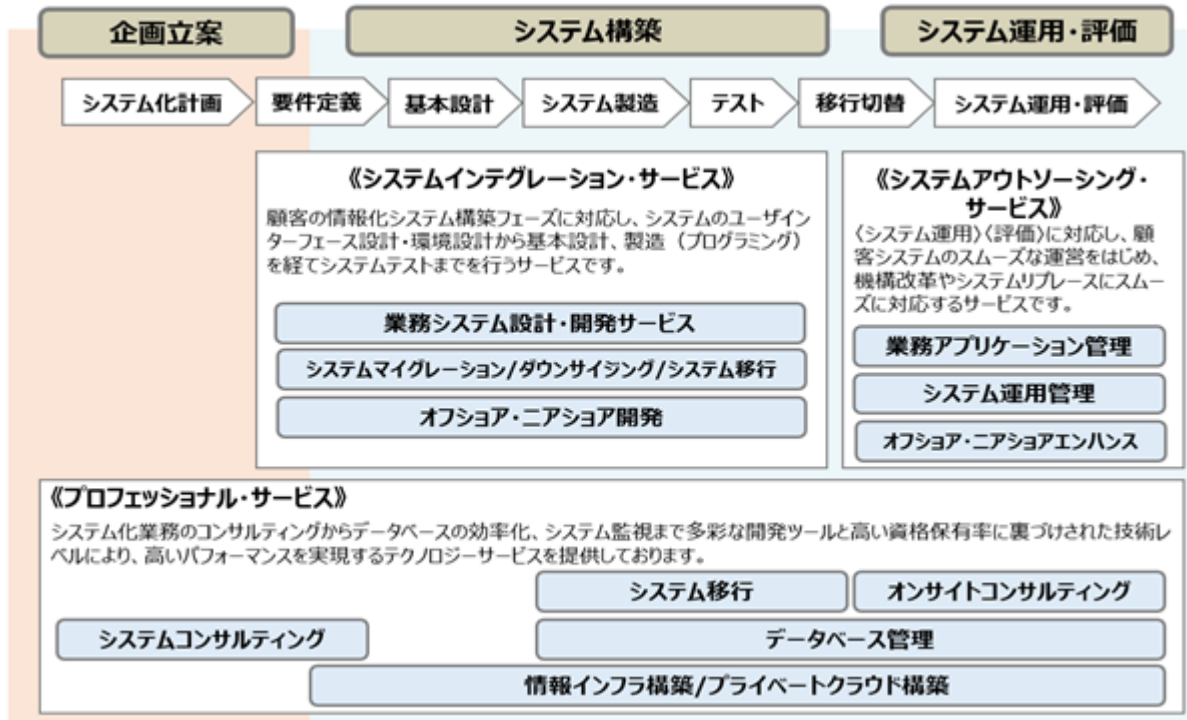 企画立案
システム構築
システム運用・評価
システム化計画
要件定義
基本設計
システム製造
テスト
移行切替
システム運用・評価
《システムインテグレーション・サービス》
顧客の情報化システム構築フェーズに対応し、システムのユーザイン
ターフェース設計・環境設計から基本設計、製造（プログラミング）
を経てシステムテストまでを行うサービスです。
業務システム設計・開発サービス
システムマイグレーション/ダウンサイジング/システム移行
オフショア・ニアショア開発
《システムアウトソーシング・
サービス》
〈システム運用〉〈評価〉に対応し、顧
客システムのスムーズな運営をはじめ、
機構改革やシステムリプレースにスムー
ズに対応するサービスです。
業務アプリケーション管理
システム運用管理
オフショア・ニアショアエンハンス
《プロフェッショナル・サービス》
システム化業務のコンサルティングからデータベースの効率化、システム監視まで多彩な開発ツールと高い資格保有率に裏づけされた技術レ
ベルにより、高いパフォーマンスを実現するテクノロジーサービスを提供しております。
システム移行
オンサイトコンサルティング
システムコンサルティング
データベース管理
情報インフラ構築/プライベートクラウド構築